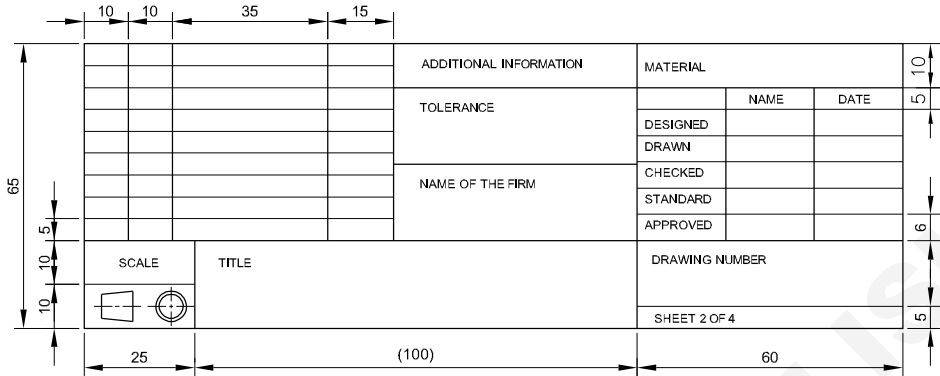 10 10 35 15
ADDITIONAL INFORMATION MATERIAL 10
TOLERANCE NAME DATE 5
DESIGNED
DRAWN
65 NAME OF THE FIRM CHECKED
STANDARD
5 APPROVED 6
10 SCALE TITLE DRAWING NUMBER
10 SHEET 2 OF 4 5
25 (100) 60